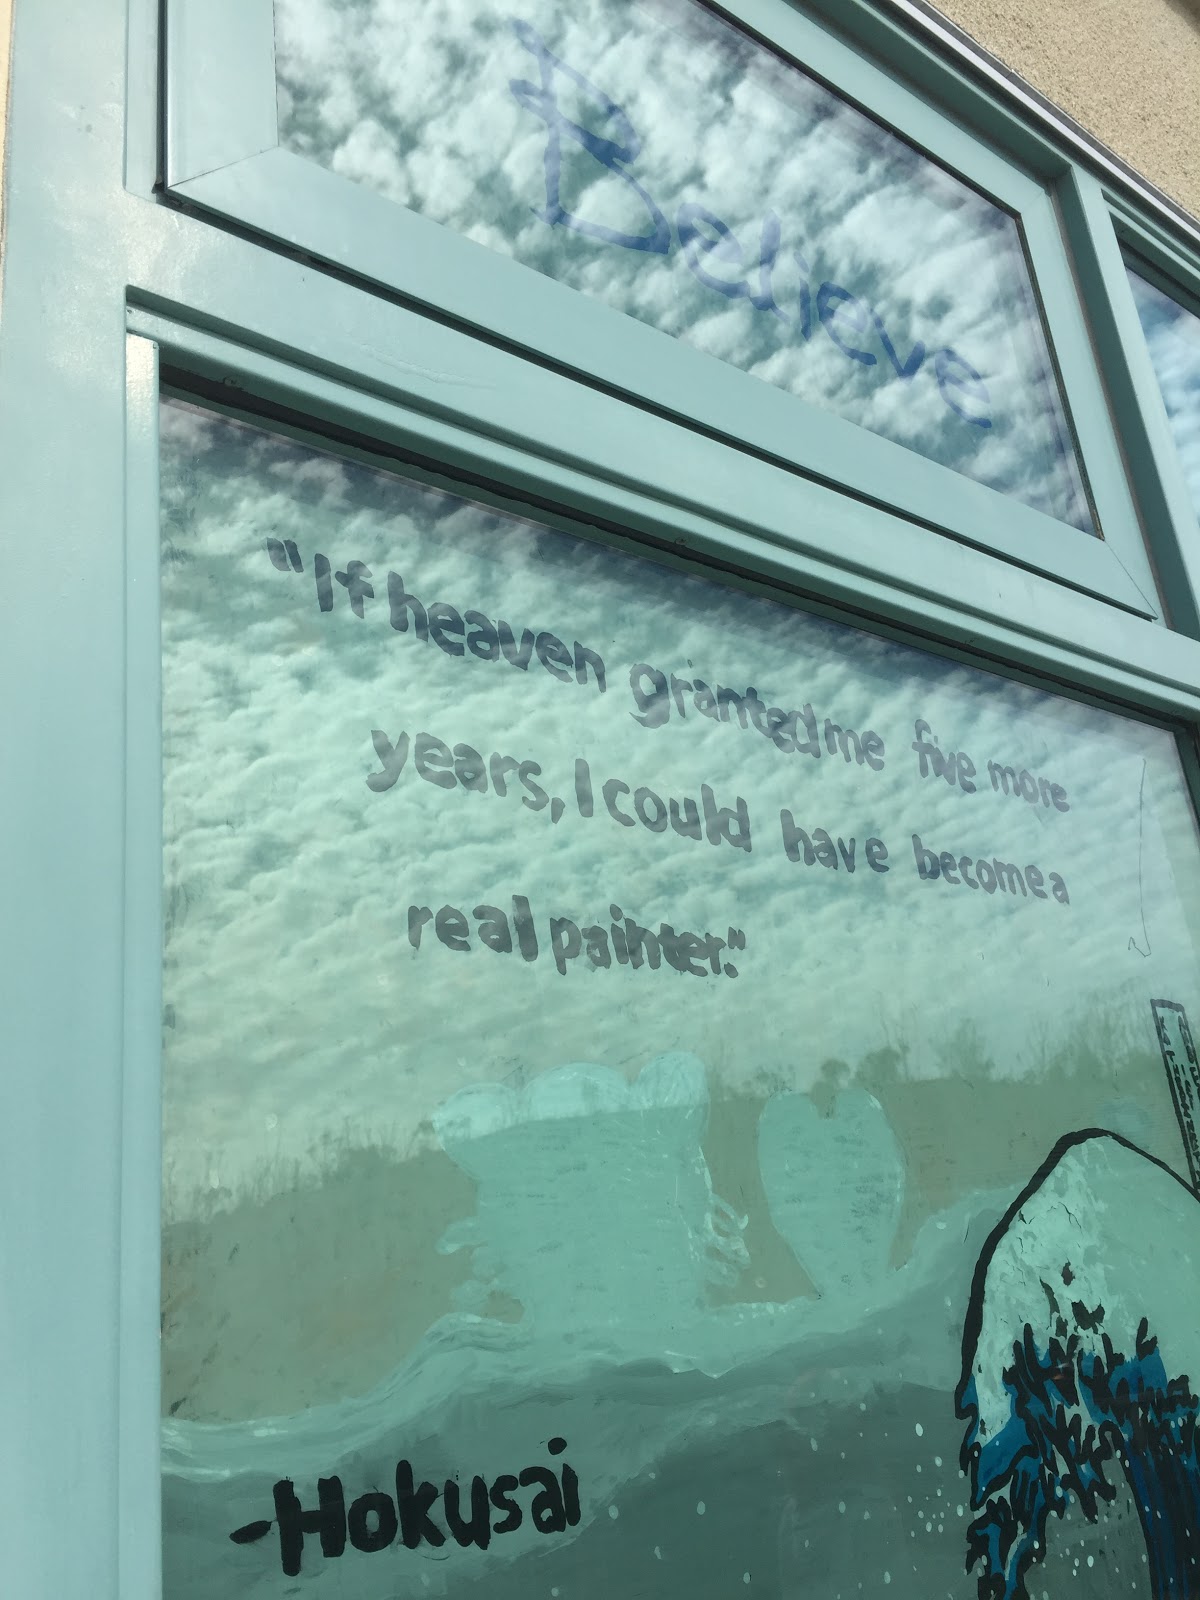 Believe
"If heaven granted me five more
years, I could have become a
real painter."
-Hokusai